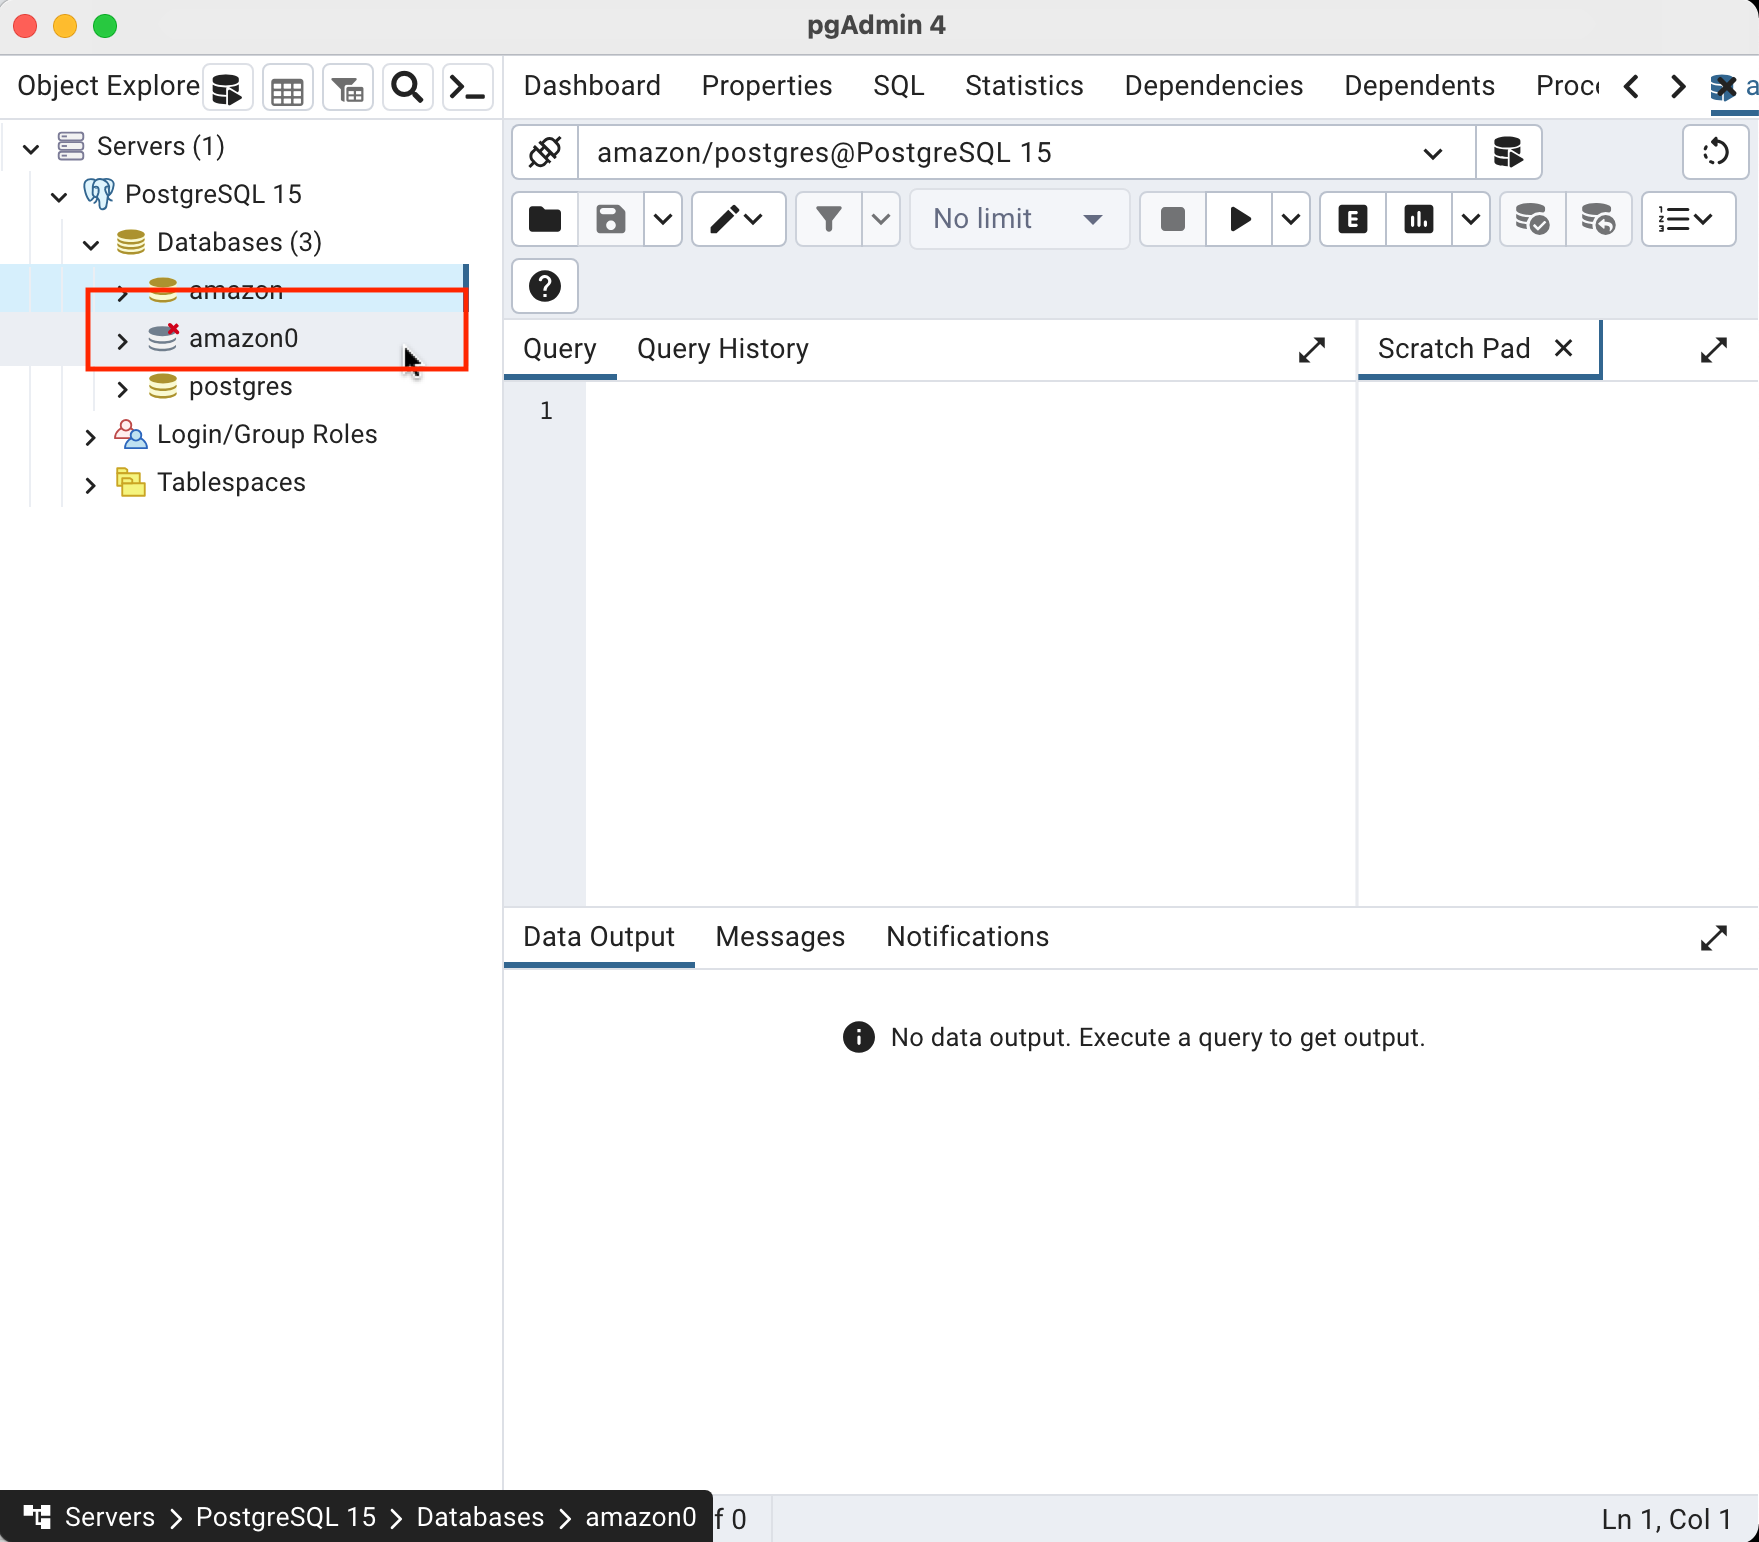 pgAdmin 4
Object Explore
Dashboard Properties SQL Statistics Dependencies Dependents Proc
Servers (1)
amazon/postgres@PostgreSQL 15
PostgreSQL 15
No limit
E
Databases (3)
amazon
?
amazon0
Query Query History Scratch Pad
postgres
1
Login/Group Roles
Tablespaces
Data Output Messages Notifications
No data output. Execute a query to get output.
Servers > PostgreSQL 15 > Databases > amazon0 f 0 Ln 1, Col 1